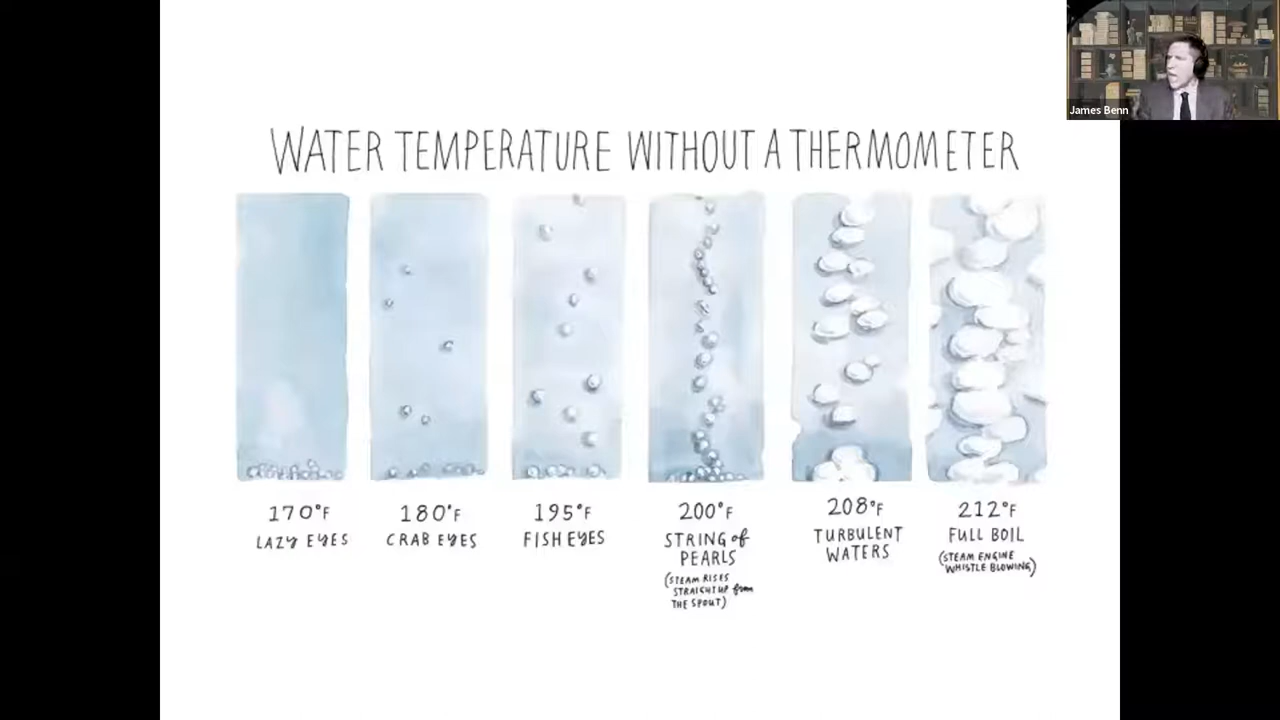 James Benn
WATER TEMPERATURE WITHOUT A THERMOMETER
170°F
LAZY EYES
180°F
CRAB EYES
195°F
FISH EYES
200°F
STRING of
PEARLS
(STEAM RISES
STRAIGHT UP from
THE SPOUT)
208°F
TURBULENT
WATERS
212°F
FULL BOIL
(STEAM ENGINE
WHISTLE BLOWING)